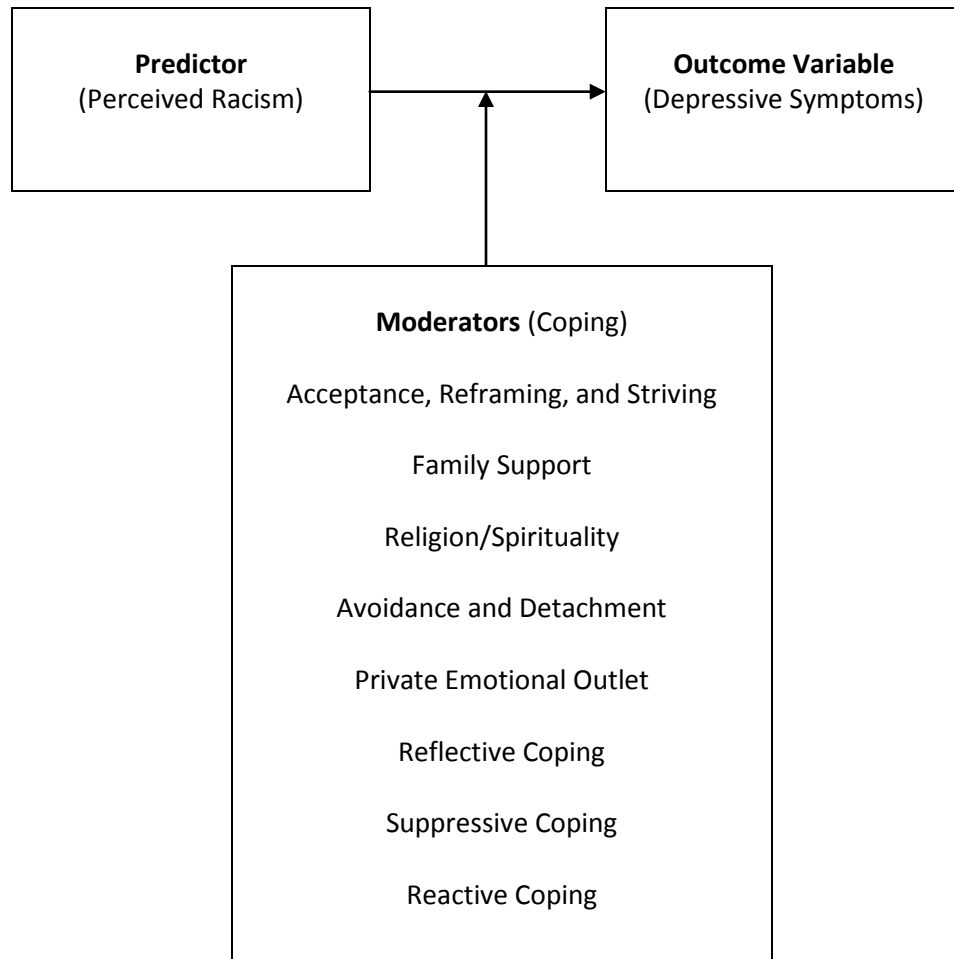 Predictor
(Perceived Racism)
Outcome Variable
(Depressive Symptoms)
Moderators (Coping)
Acceptance, Reframing, and Striving
Family Support
Religion/Spirituality
Avoidance and Detachment
Private Emotional Outlet
Reflective Coping
Suppressive Coping
Reactive Coping